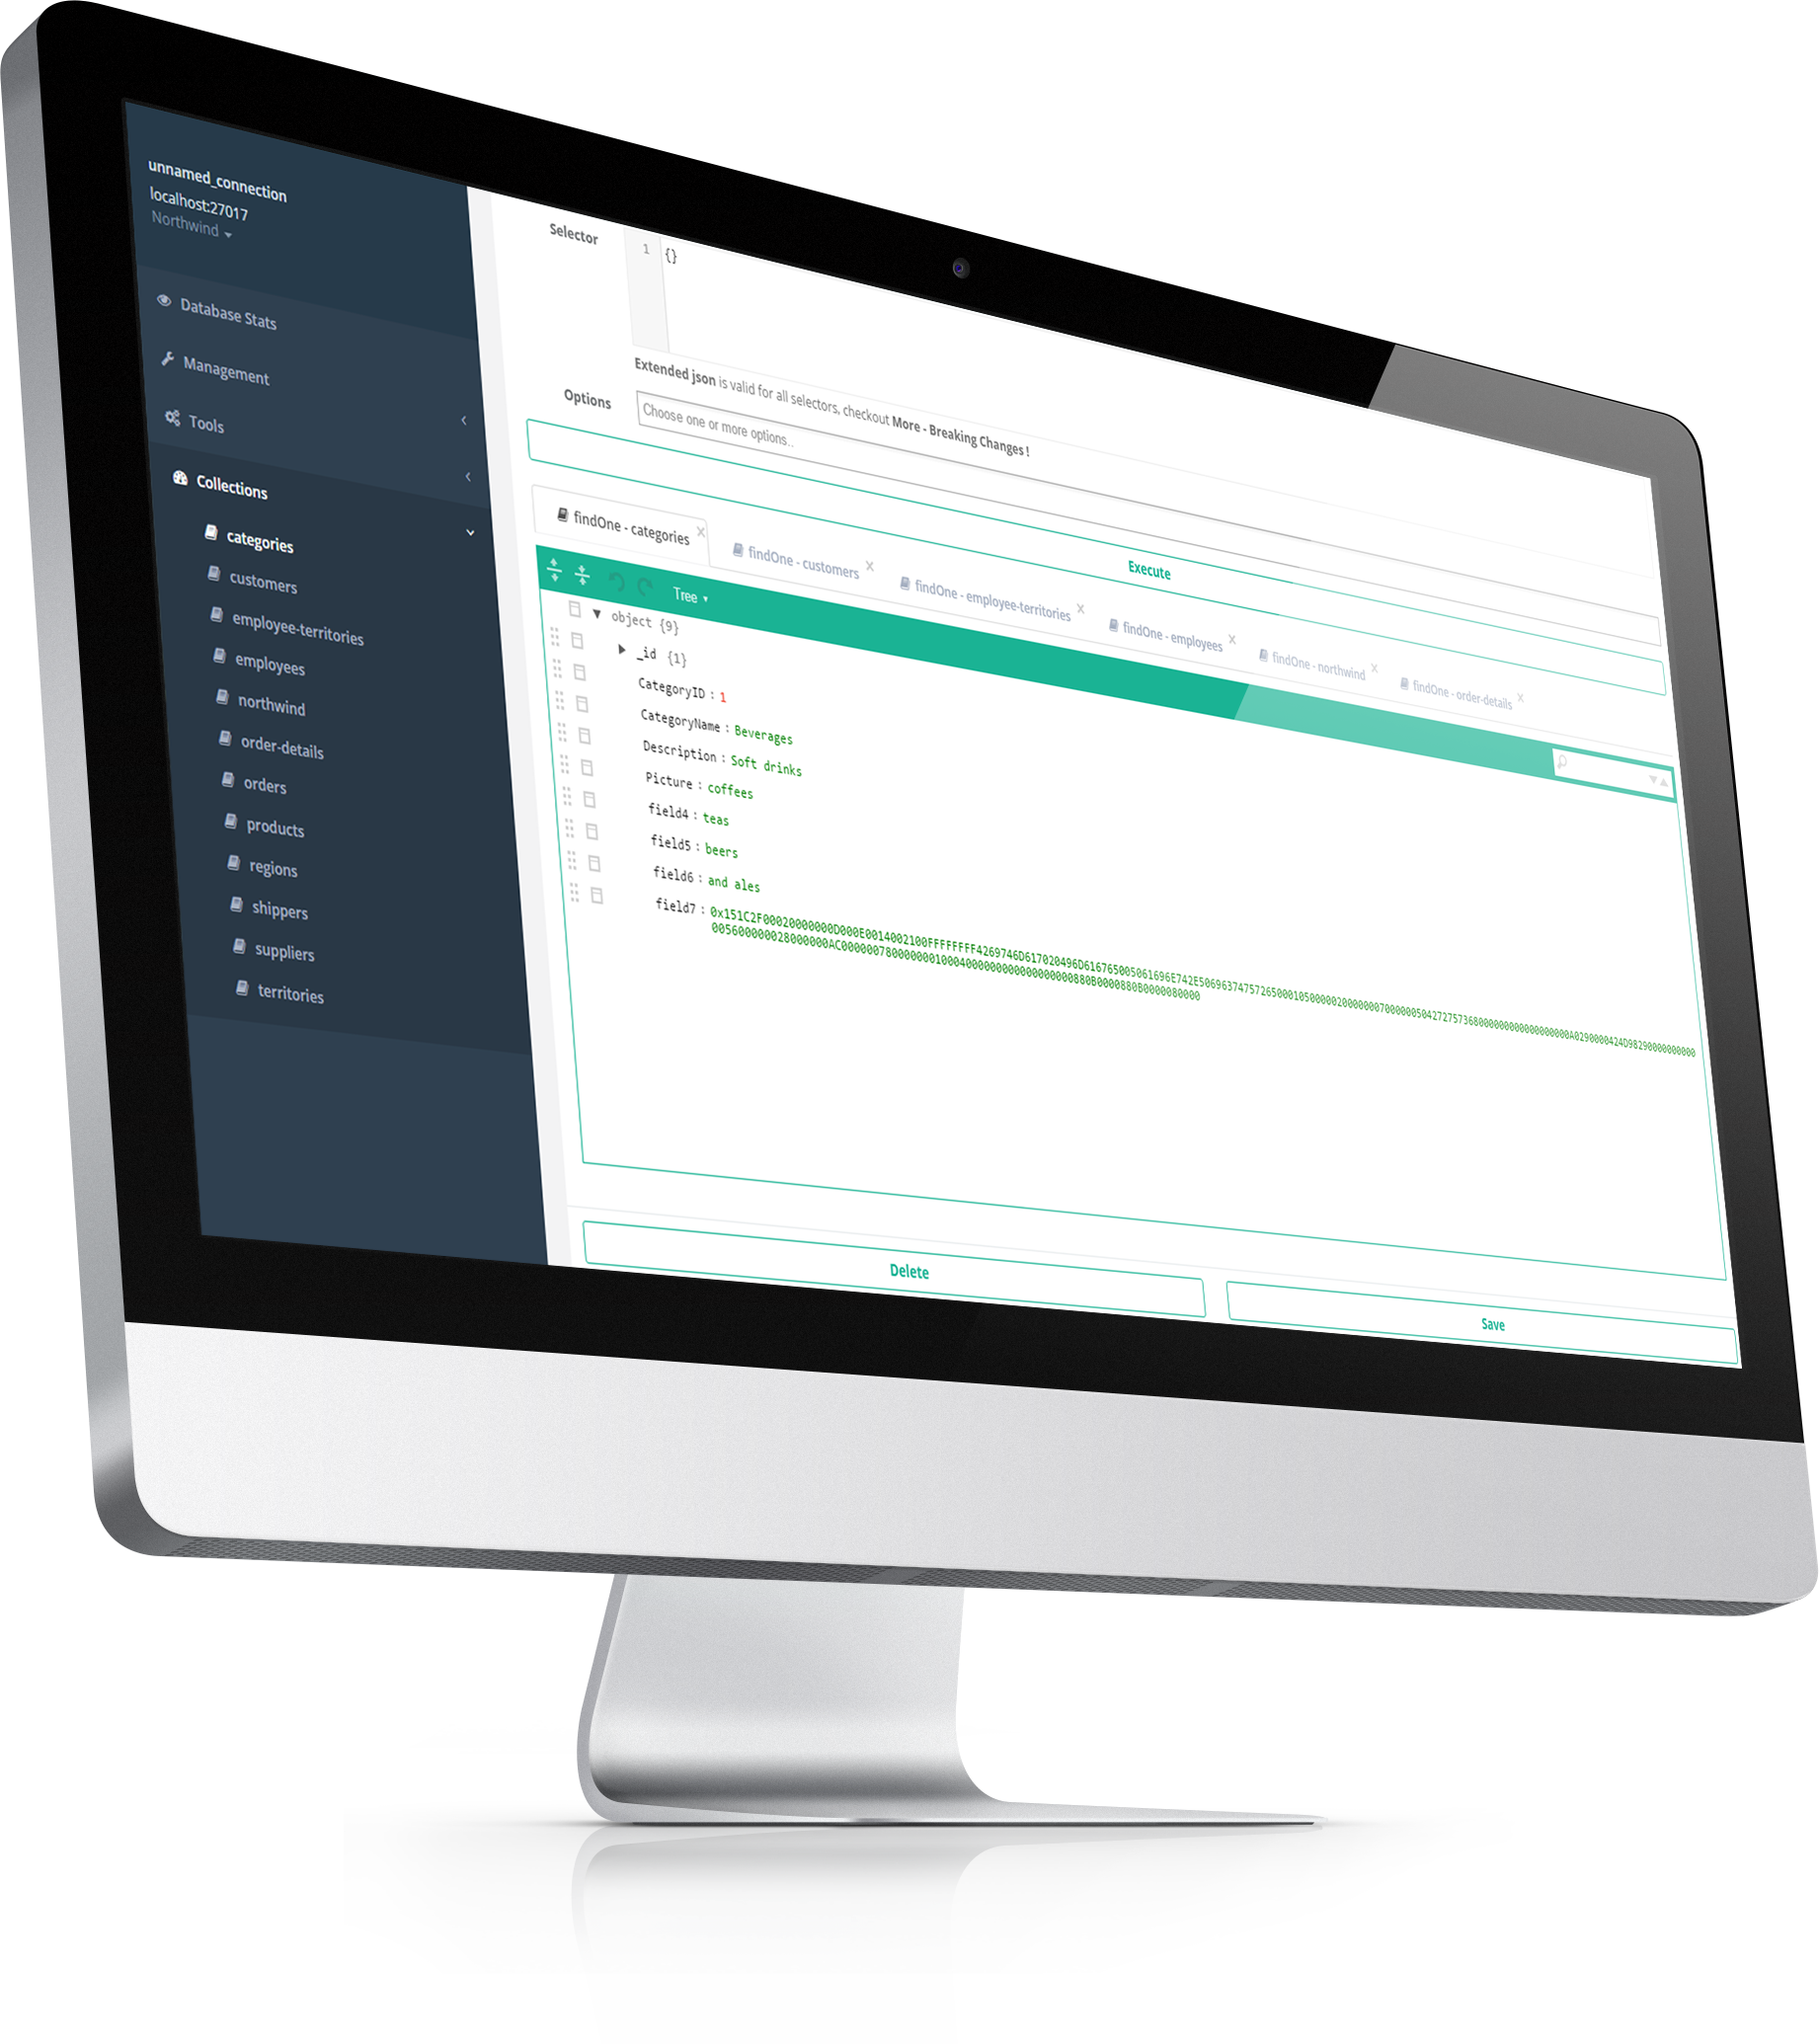 unnamed_connection
localhost:27017
Northwind
Database Stats
Management
Tools
Collections
categories
customers
employee-territories
employees
northwind
order-details
orders
products
regions
shippers
suppliers
territories
Selector
1 {}
Extended json is valid for all selectors, checkout More - Breaking Changes !
Options Choose one or more options..
Execute
findOne - categories × findOne - customers × findOne - employee-territories × findOne - employees × findOne - northwind × findOne - order-details ×
Tree
object {9}
_id {1}
CategoryID : 1
CategoryName : Beverages
Description : Soft drinks
Picture : coffees
field4 : teas
field5 : beers
field6 : and ales
field7 :
Delete
Save